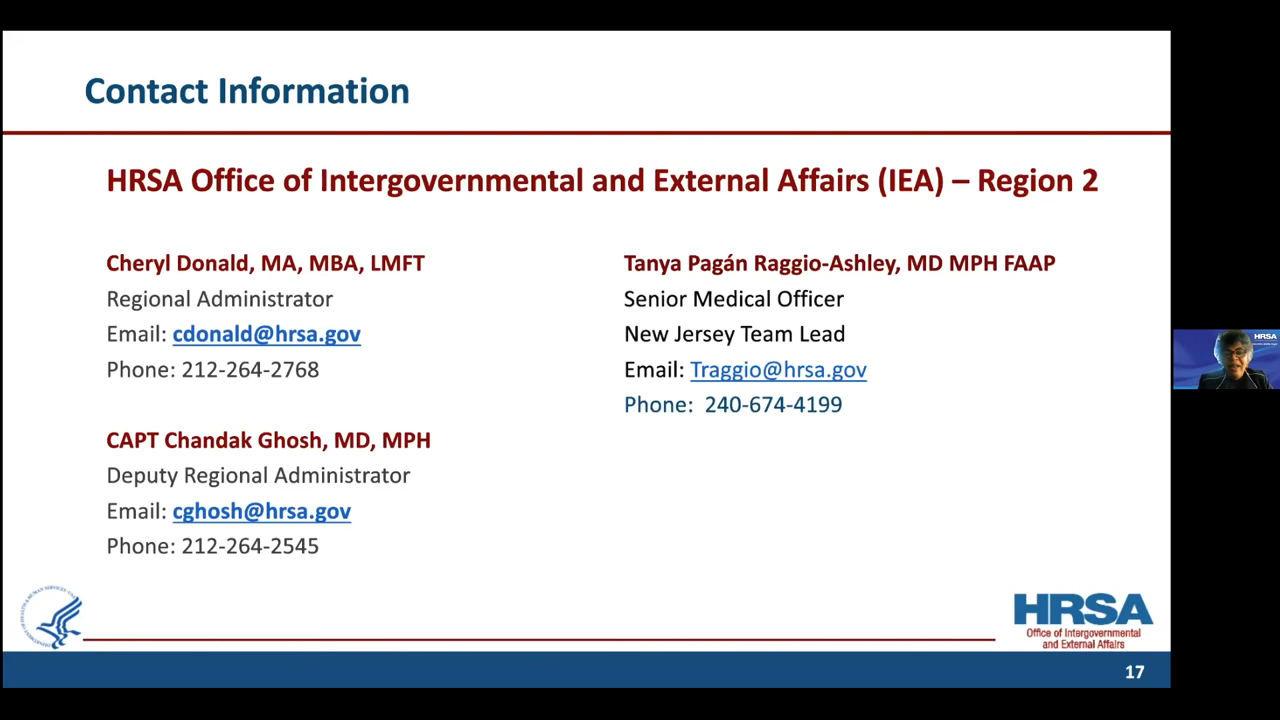 Contact Information
HRSA Office of Intergovernmental and External Affairs (IEA) – Region 2
Cheryl Donald, MA, MBA, LMFT
Regional Administrator
Email: cdonald@hrsa.gov
Phone: 212-264-2768
CAPT Chandak Ghosh, MD, MPH
Deputy Regional Administrator
Email: cghosh@hrsa.gov
Phone: 212-264-2545
Tanya Pagán Raggio-Ashley, MD MPH FAAP
Senior Medical Officer
New Jersey Team Lead
Email: Traggio@hrsa.gov
Phone: 240-674-4199
HRSA
Office of Intergovernmental
and External Affairs
17
HRSA